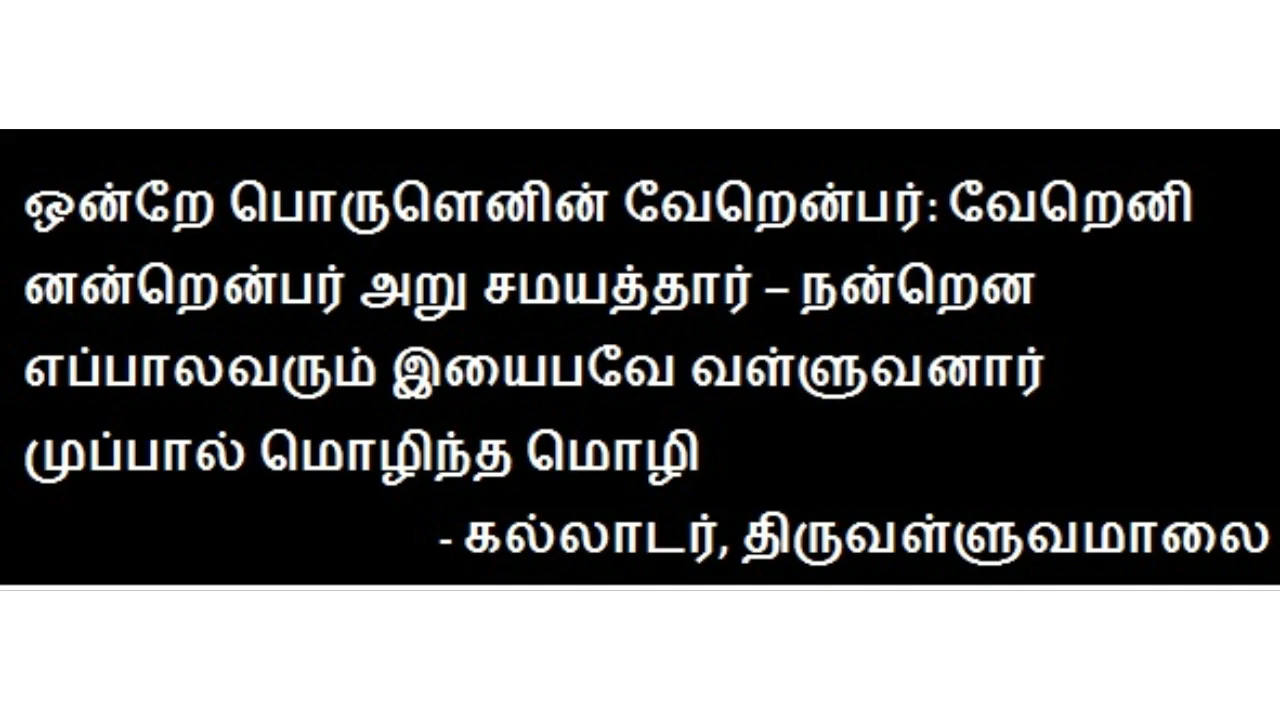 ஒன்றே பொருளெனின் வேறென்பர்: வேறெனி
னன்றென்பர் அறு சமயத்தார் – நன்றென
எப்பாலவரும் இயைபவே வள்ளுவனார்
முப்பால் மொழிந்த மொழி
- கல்லாடர், திருவள்ளுவமாலை